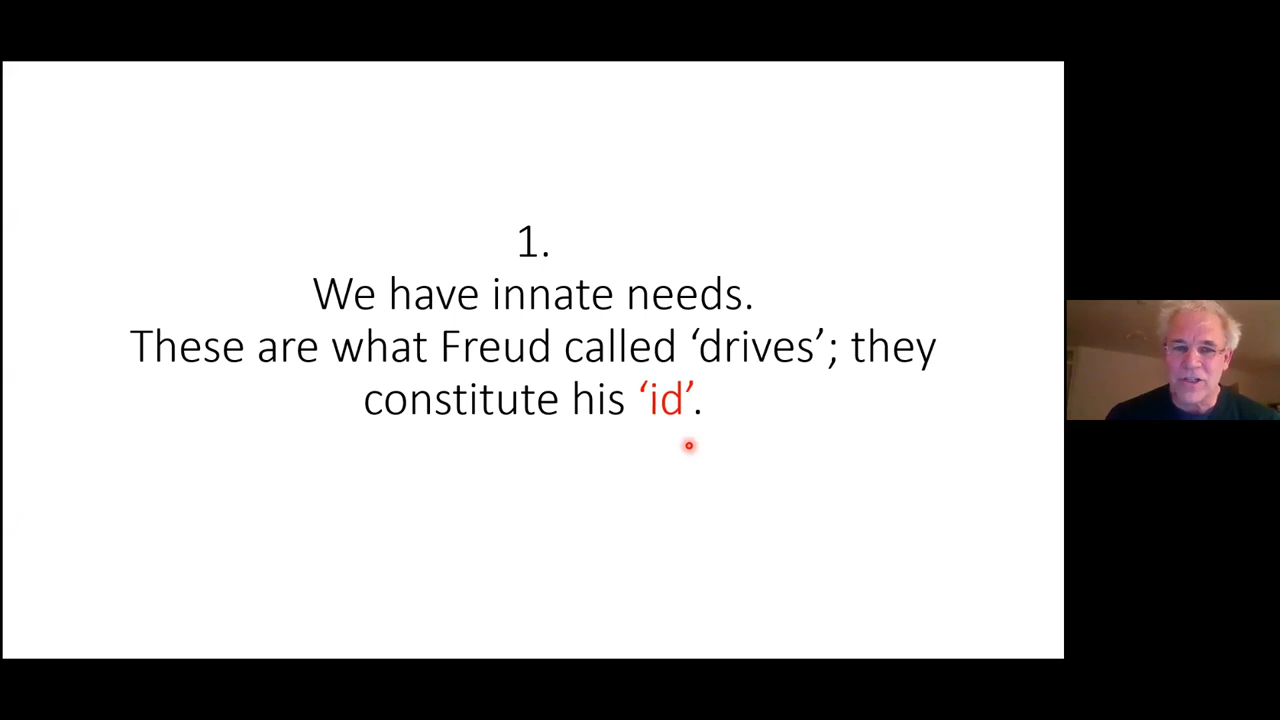 1.
We have innate needs.
These are what Freud called ‘drives’; they
constitute his ‘id’.